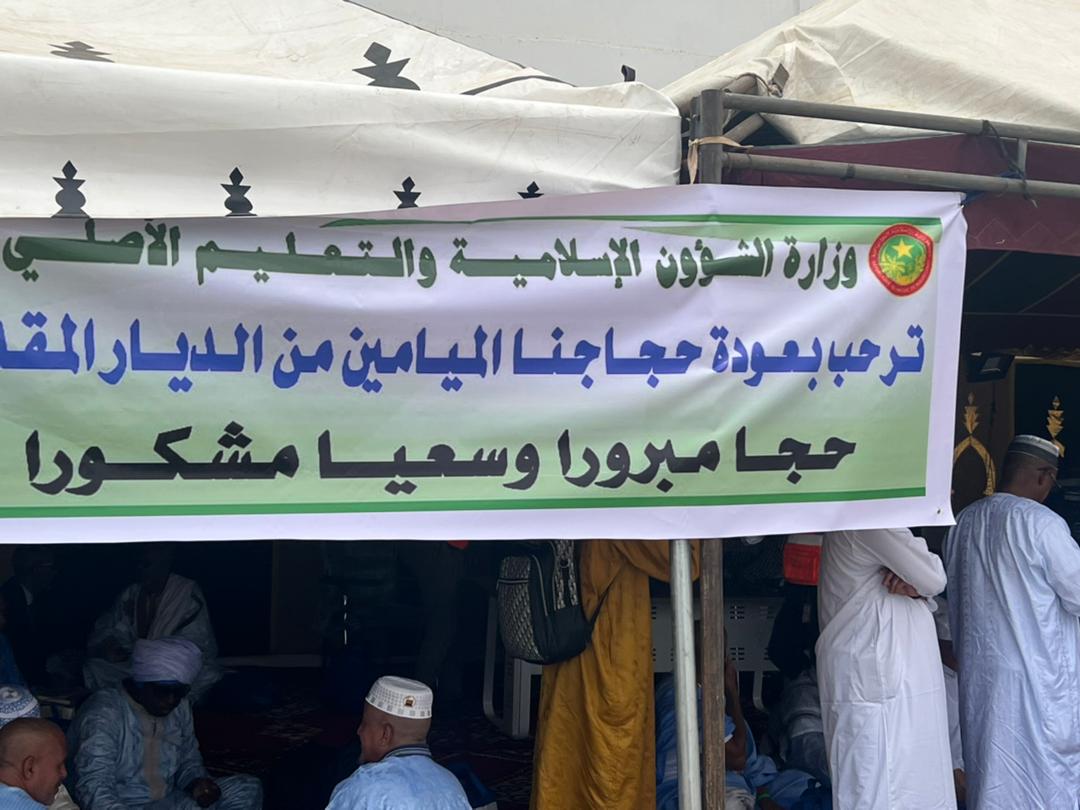 وزارة الشؤون الإسلامية والتعليم الأصلي
ترحب بعودة حجاجنا الميامين من الديار
حجا مبرورا وسعيا مشكورا